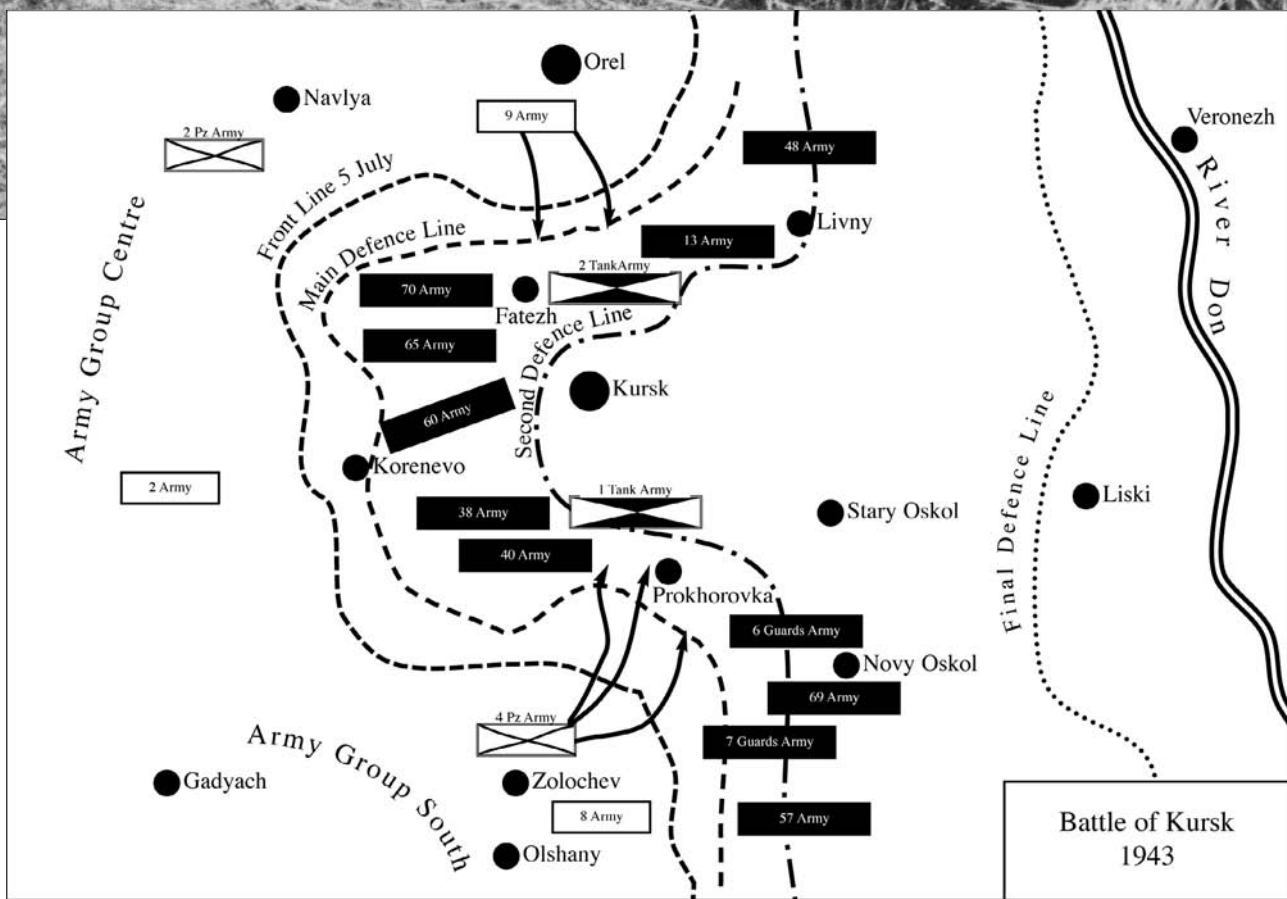 Orel
Navlya
9 Army
2 Pz Army
Veronezh
48 Army
River Don
Front Line 5 July
Livny
Main Defence Line
13 Army
2 TankArmy
70 Army
Fatezh
Army Group Centre
Second Defence Line
65 Army
Kursk
60 Army
Korenevo
2 Army
1 Tank Army
Liski
38 Army
Stary Oskol
Final Defence Line
40 Army
Prokhorovka
6 Guards Army
Novy Oskol
69 Army
4 Pz Army
7 Guards Army
Army Group South
Gadyach
Zolochev
8 Army
57 Army
Olshany
Battle of Kursk
1943